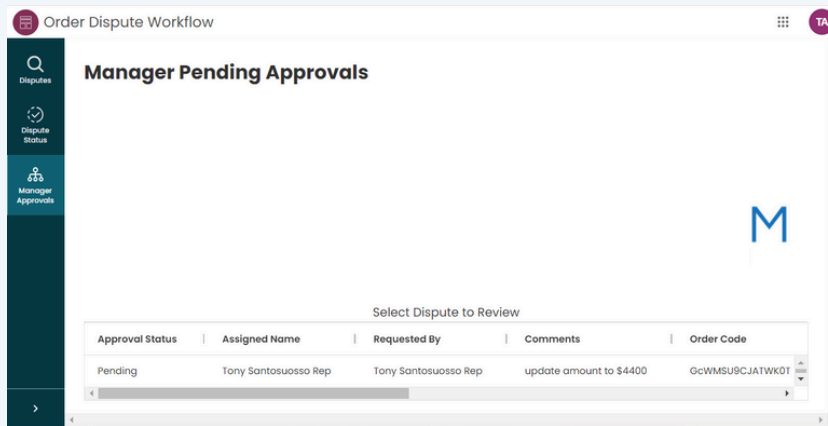 Order Dispute Workflow
TA
Disputes
Dispute
Status
Manager
Approvals
Manager Pending Approvals
M
Select Dispute to Review
Approval Status Assigned Name Requested By Comments Order Code
Pending Tony Santosuosso Rep Tony Santosuosso Rep update amount to $4400 GcWMSU9CJATWK0T